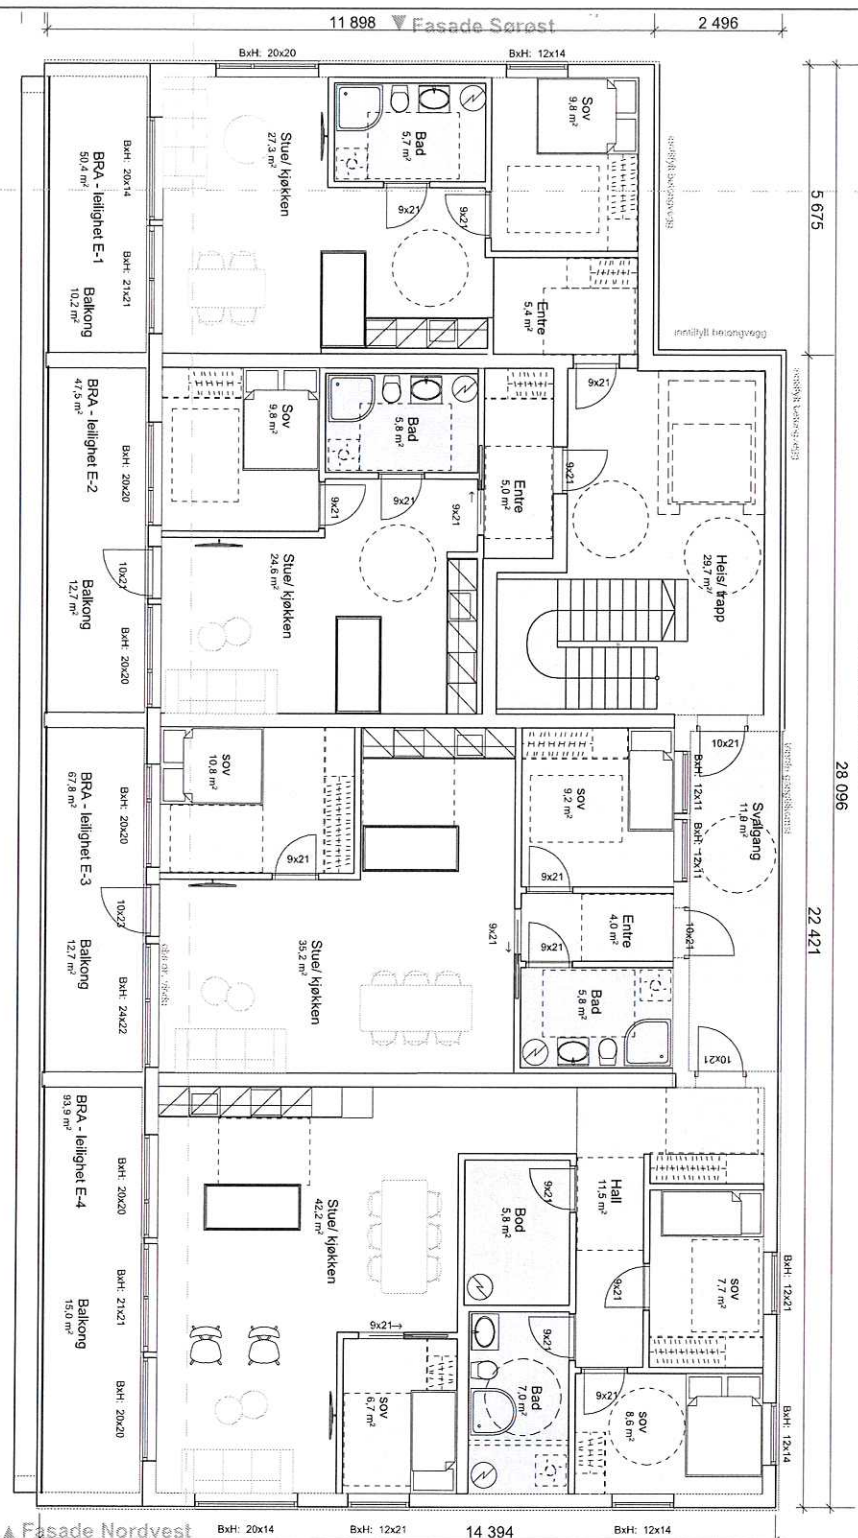 11 898
Fasade Sørøst
2 496
BxH: 20x20
BxH: 12x14
5 675
28 096
22 421
BRA - leilighet E-1
50,4 m²
Balkong
10,2 m²
BxH: 20x14
BxH: 21x21
Stue/ kjøkken
27,3 m²
Bad
5,7 m²
9x21
9x21
Sov
9,8 m²
Entre
5,4 m²
9x21
BRA - leilighet E-2
47,5 m²
Balkong
12,7 m²
BxH: 20x20
10x21
BxH: 20x20
Sov
9,8 m²
Bad
5,8 m²
9x21
9x21
9x21
Stue/ kjøkken
24,6 m²
Entre
5,0 m²
9x21
Heis/ trapp
29,7 m²
10x21
BRA - leilighet E-3
67,8 m²
Balkong
12,7 m²
BxH: 20x20
10x23
BxH: 24x22
sov
10,8 m²
9x21
Stue/ kjøkken
35,2 m²
9x21
sov
9,2 m²
9x21
BxH: 12x11
BxH: 12x11
Svalgang
Entre
4,0 m²
9x21
10x21
Bad
5,8 m²
10x21
BRA - leilighet E-4
93,9 m²
Balkong
15,0 m²
BxH: 20x20
BxH: 21x21
BxH: 20x20
Stue/ kjøkken
42,2 m²
Bod
5,8 m²
9x21
Hall
11,5 m²
9x21
sov
7,7 m²
BxH: 12x21
9x21
sov
6,7 m²
Bad
7,0 m²
9x21
9x21
sov
8,6 m²
BxH: 12x14
Fasade Nordvest
BxH: 20x14
BxH: 12x21
14 394
BxH: 12x14